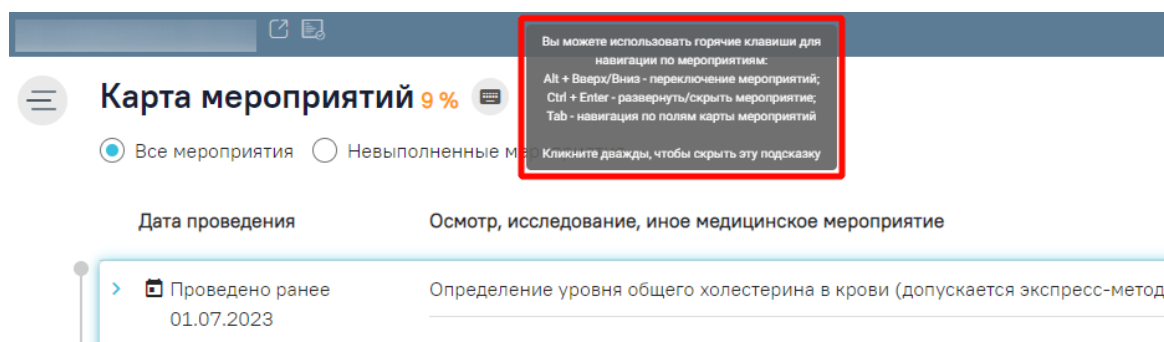 Вы можете использовать горячие клавиши для
навигации по мероприятиям:
Alt + Вверх/Вниз - переключение мероприятий;
Ctrl + Enter - развернуть/скрыть мероприятие;
Tab - навигация по полям карты мероприятий
Кликните дважды, чтобы скрыть эту подсказку
Карта мероприятий 9 %
Все мероприятия Невыполненные
Дата проведения Осмотр, исследование, иное медицинское мероприятие
Проведено ранее Определение уровня общего холестерина в крови (допускается экспресс-метод
01.07.2023